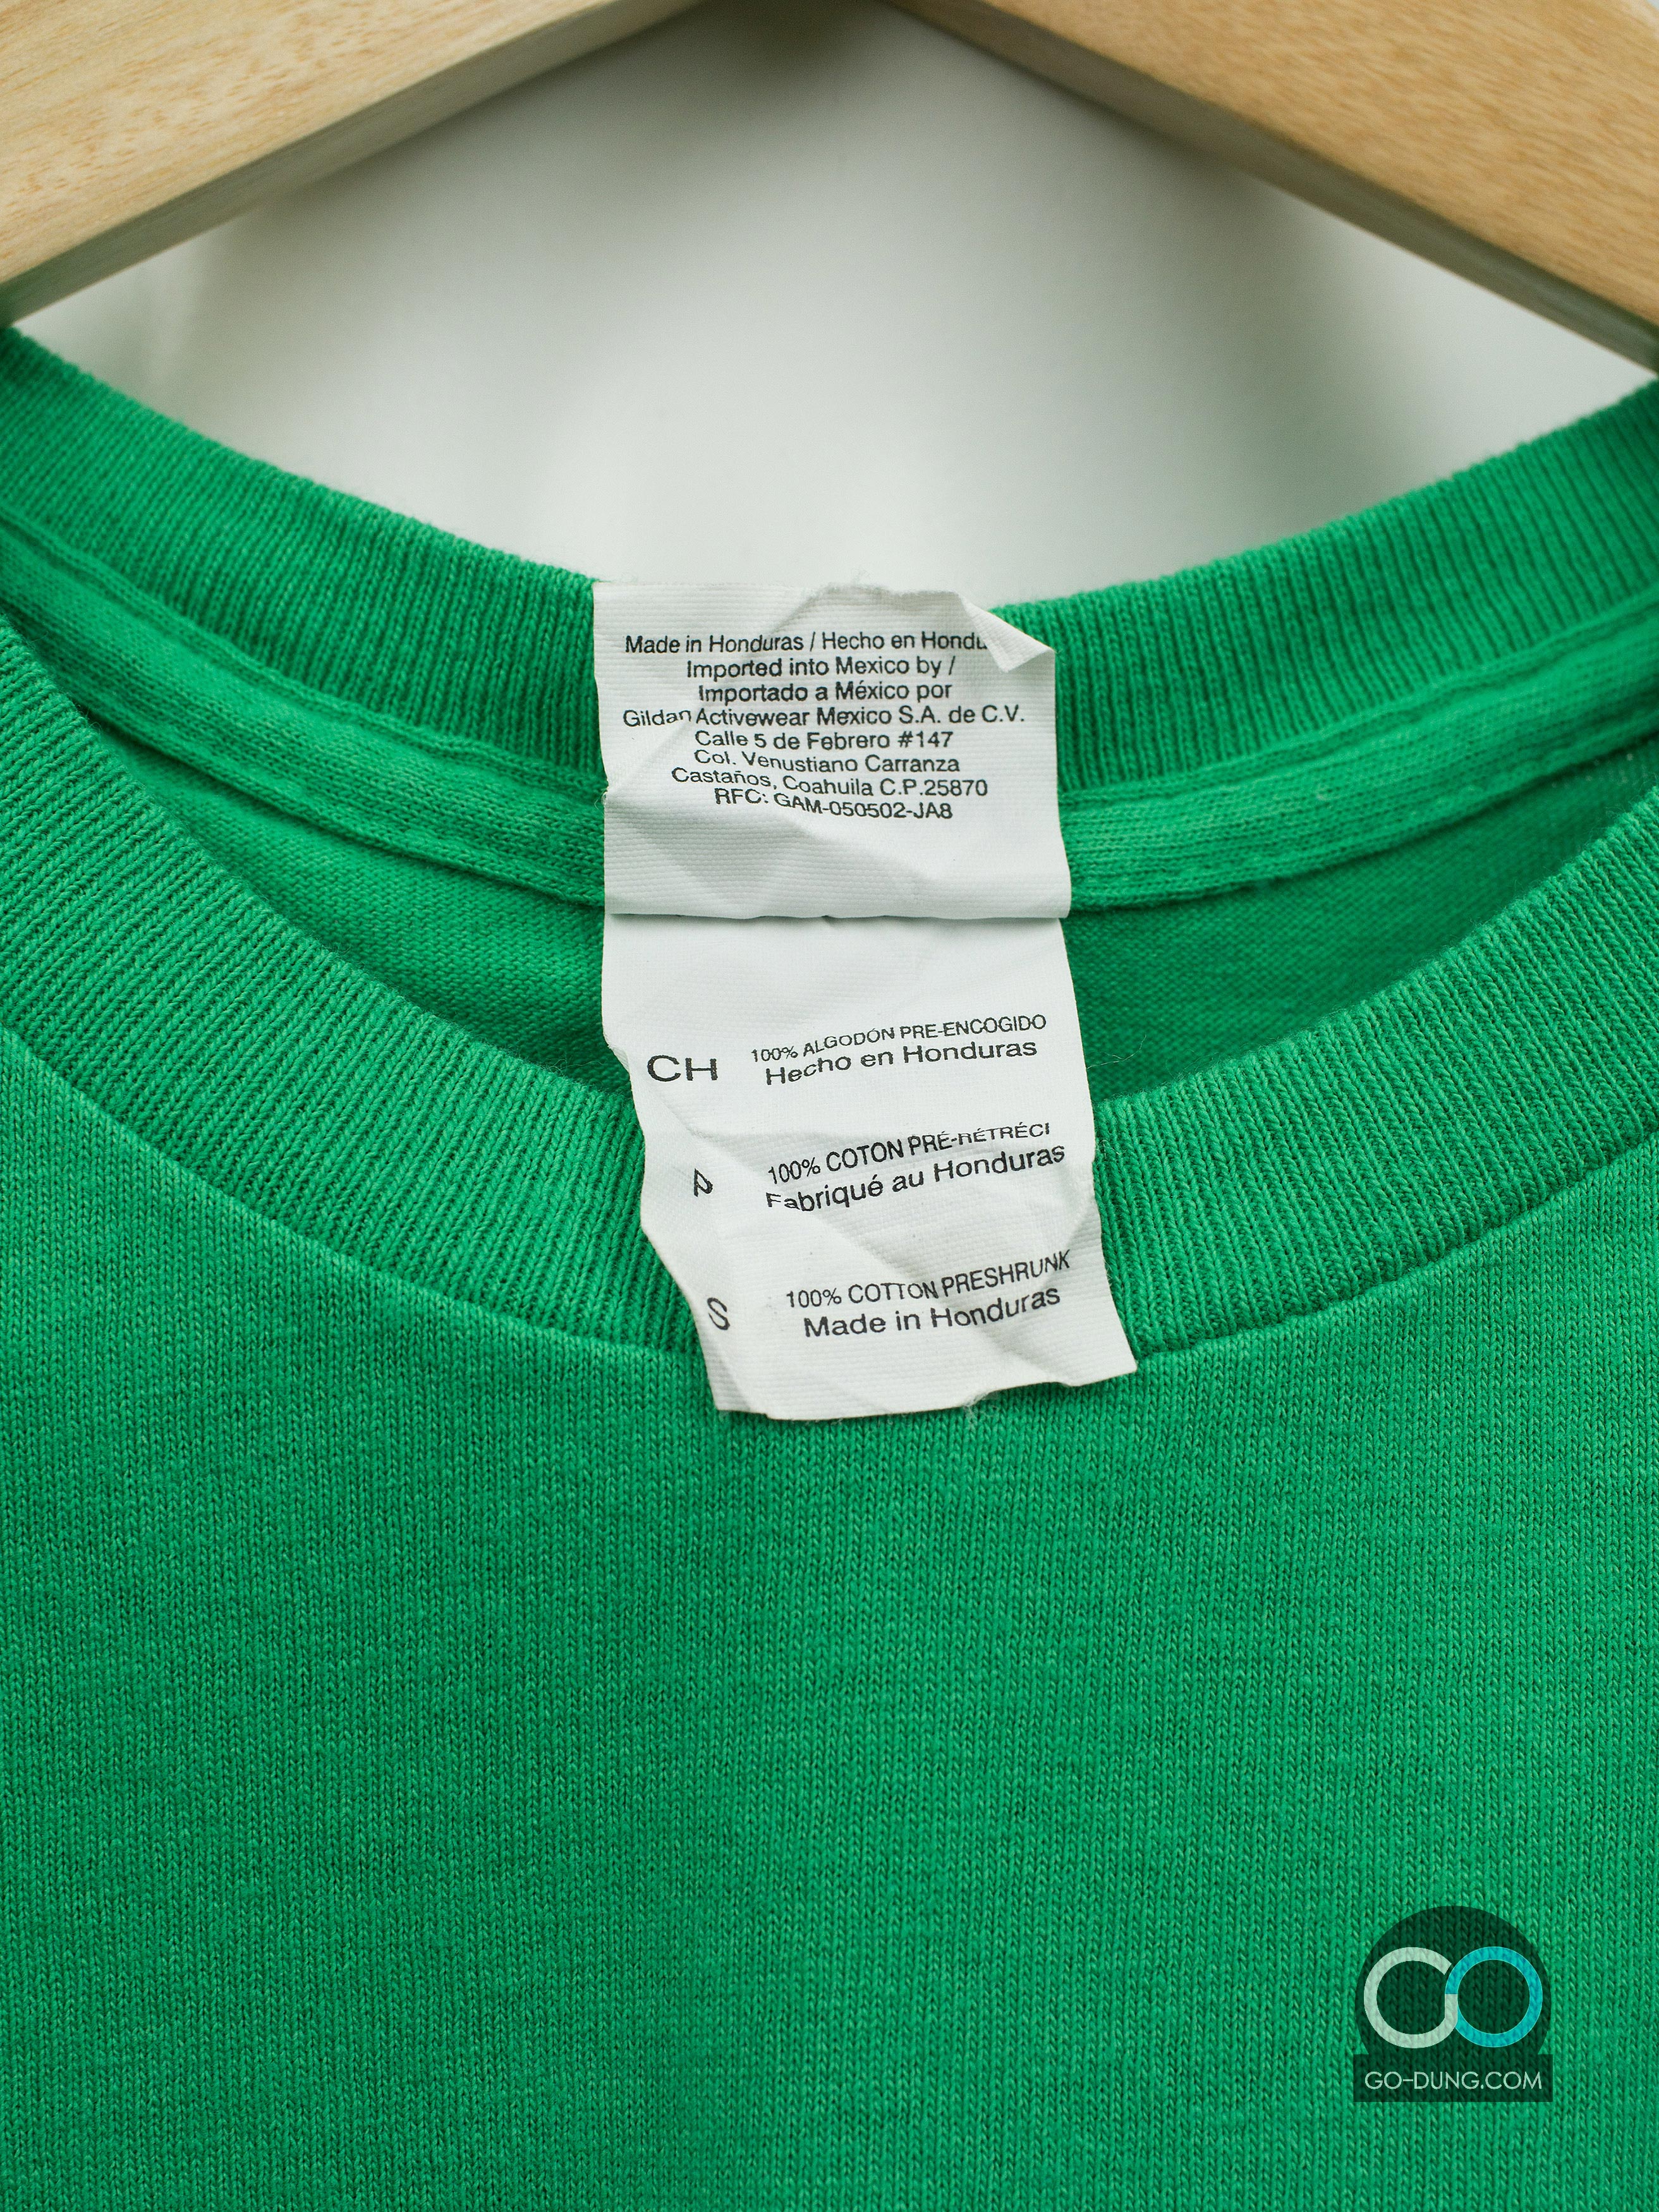 Made in Honduras / Hecho en Hondu
Imported into Mexico by /
Importado a México por
Gildan Activewear Mexico S.A. de C.V.
Calle 5 de Febrero #147
Col. Venustiano Carranza
Castaños, Coahuila C.P.25870
RFC: GAM-050502-JA8
CH
100% ALGODÓN PRE-ENCOGIDO
Hecho en Honduras
P
100% COTON PRÉ-RÉTRÉCI
Fabriqué au Honduras
S
100% COTTON PRESHRUNK
Made in Honduras
GO
GO-DUNG.COM